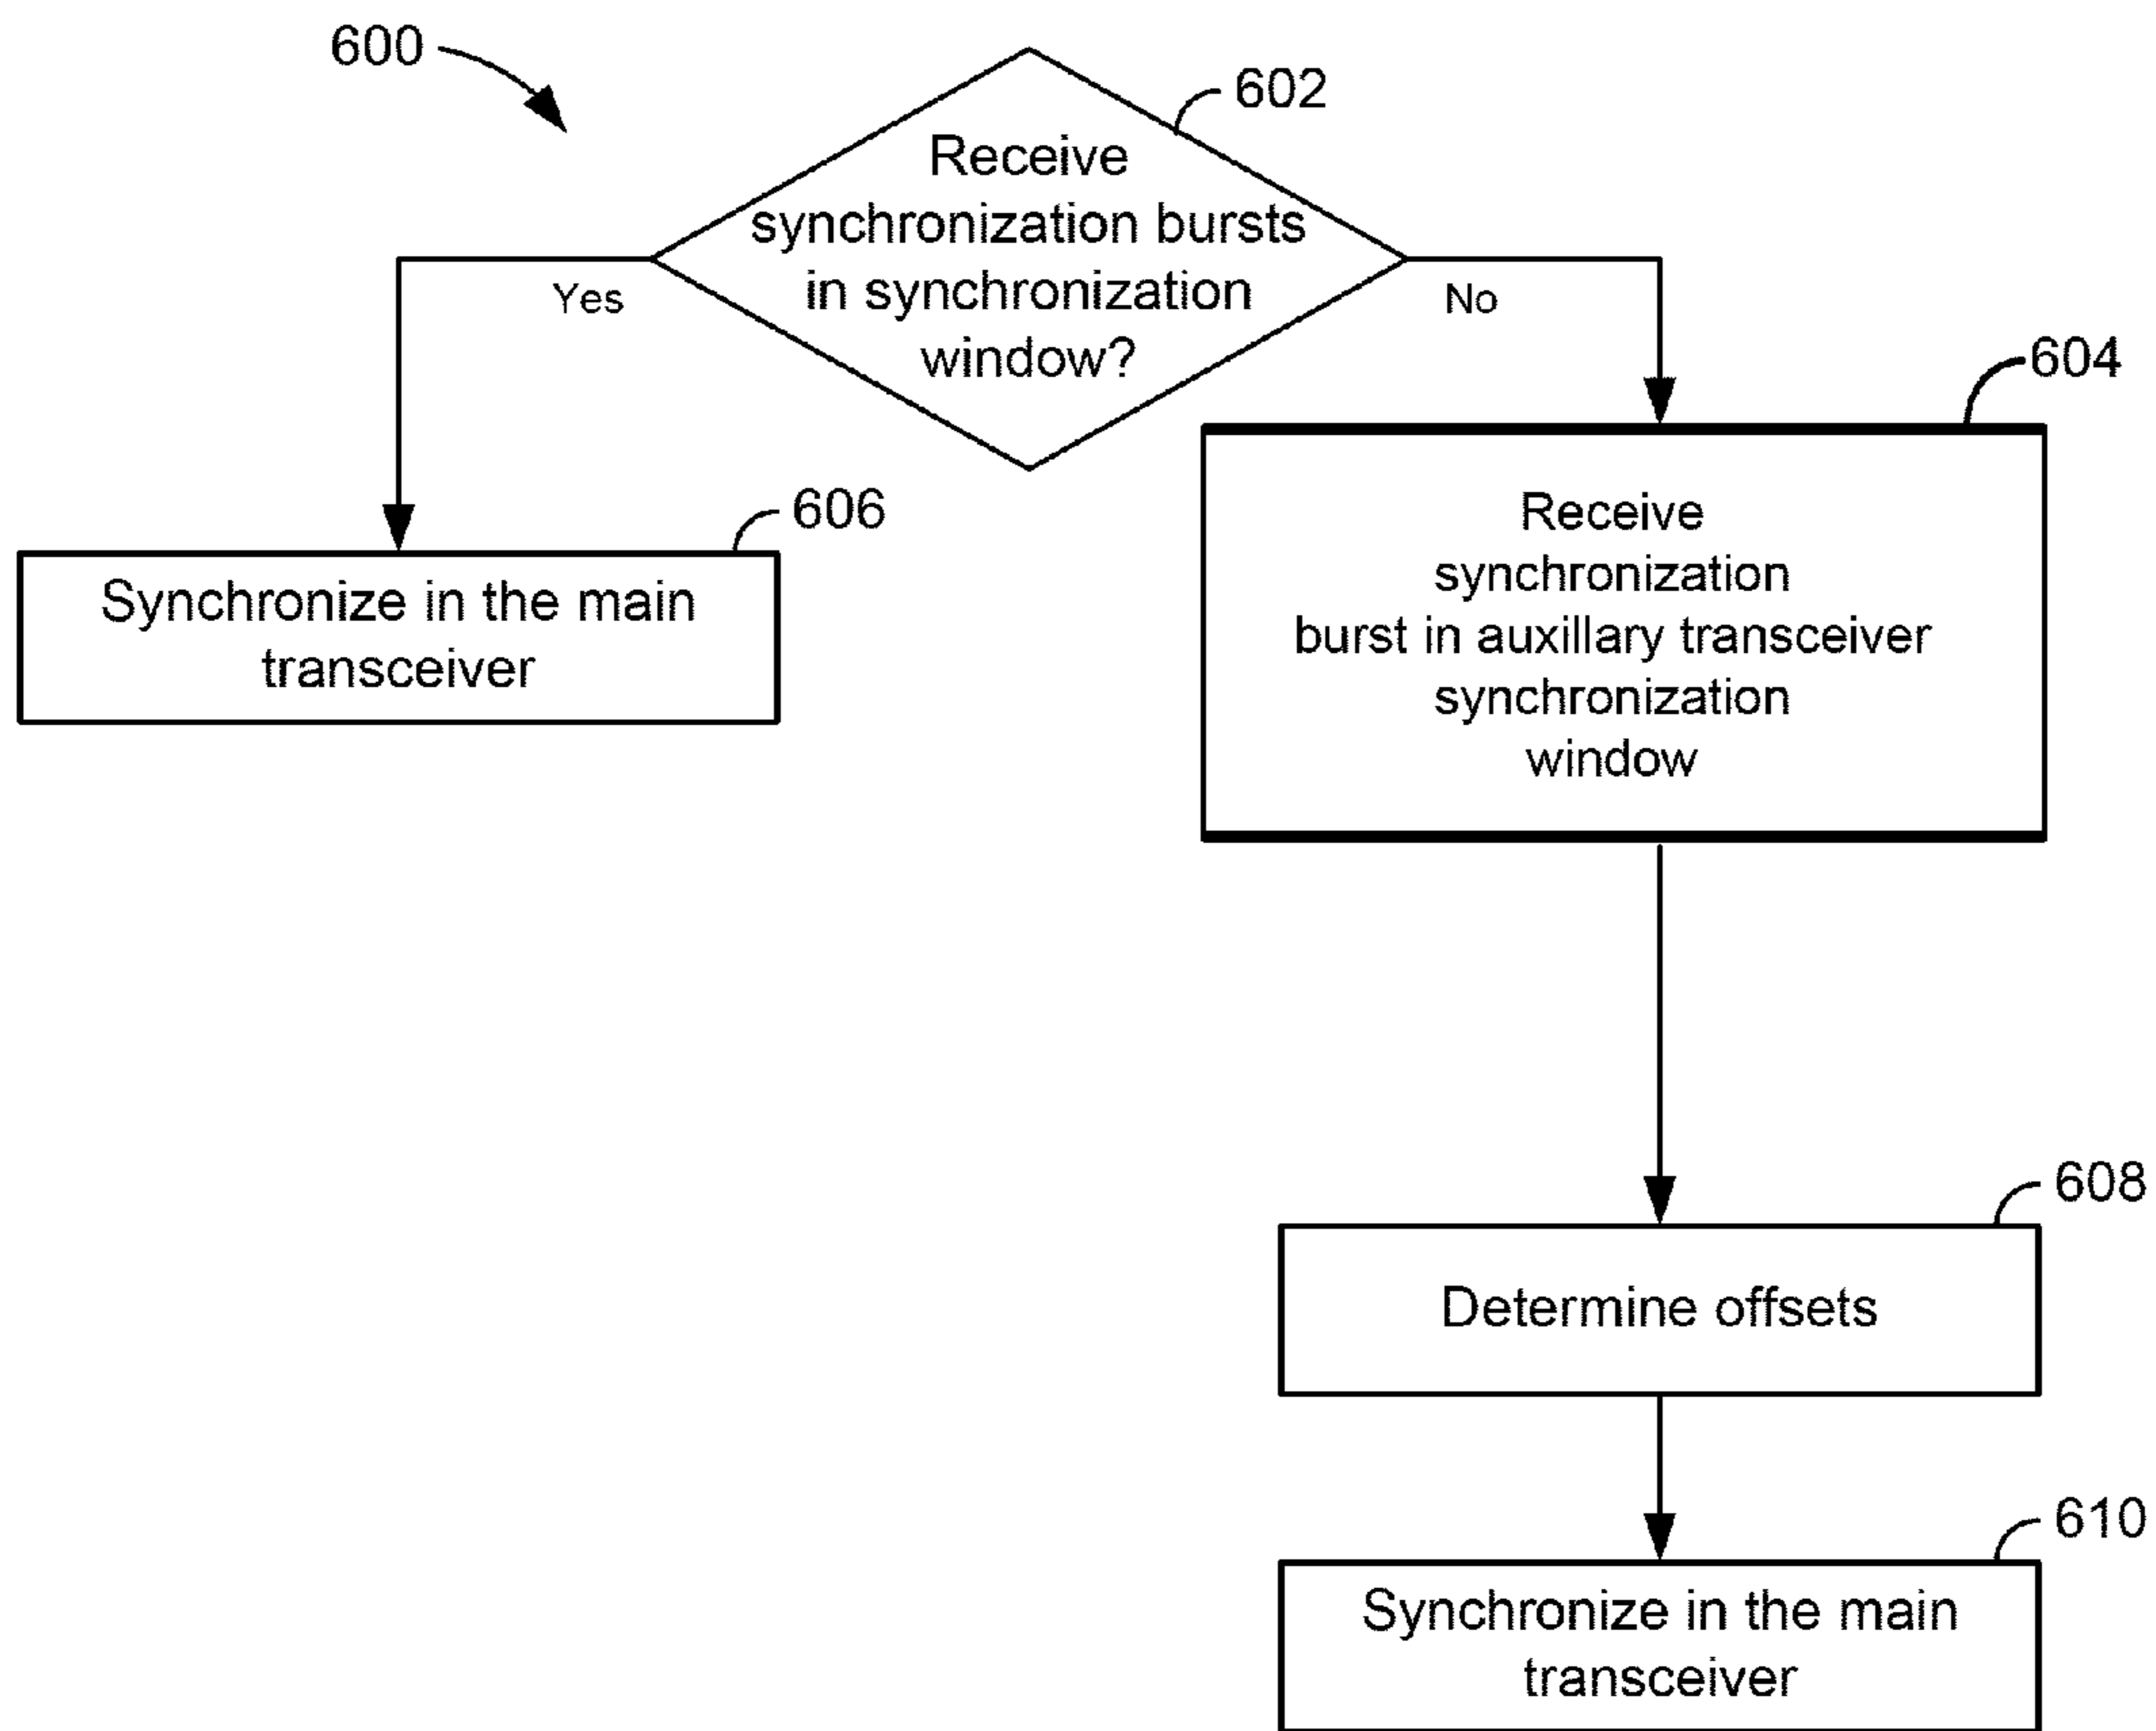 600
602
Receive
synchronization bursts
in synchronization
window?
Yes
No
604
Receive
synchronization
burst in auxillary transceiver
synchronization
window
606
Synchronize in the main
transceiver
608
Determine offsets
610
Synchronize in the main
transceiver